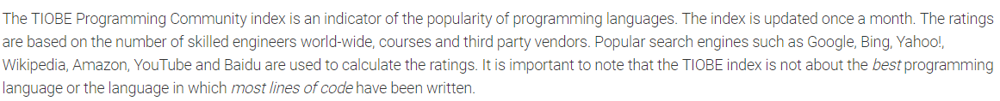 The TIOBE Programming Community index is an indicator of the popularity of programming languages. The index is updated once a month. The ratings
are based on the number of skilled engineers world-wide, courses and third party vendors. Popular search engines such as Google, Bing, Yahoo!,
Wikipedia, Amazon, YouTube and Baidu are used to calculate the ratings. It is important to note that the TIOBE index is not about the best programming
language or the language in which most lines of code have been written.